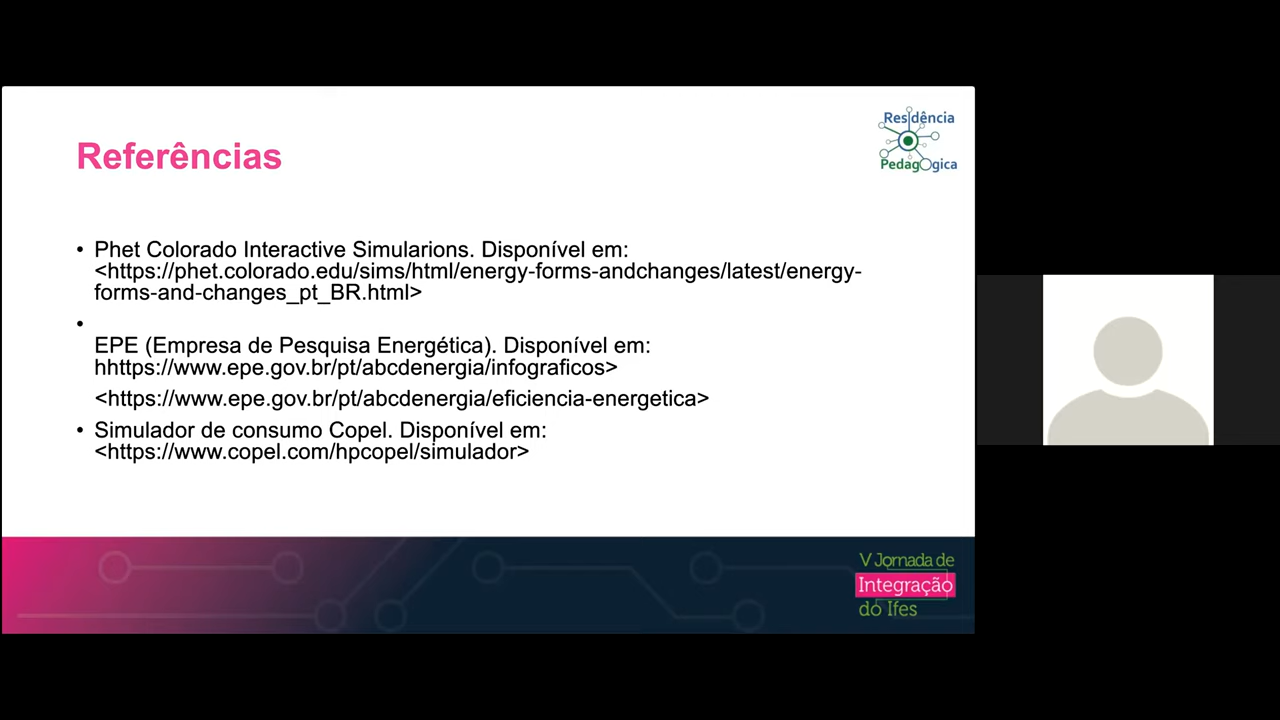 Residência
Pedagógica
Referências
• Phet Colorado Interactive Simularions. Disponível em:
<https://phet.colorado.edu/sims/html/energy-forms-andchanges/latest/energy-
forms-and-changes_pt_BR.html>
•
EPE (Empresa de Pesquisa Energética). Disponível em:
hhttps://www.epe.gov.br/pt/abcdenergia/infograficos>
<https://www.epe.gov.br/pt/abcdenergia/eficiencia-energetica>
• Simulador de consumo Copel. Disponível em:
<https://www.copel.com/hpcopel/simulador>
V Jornada de
Integração
do Ifes